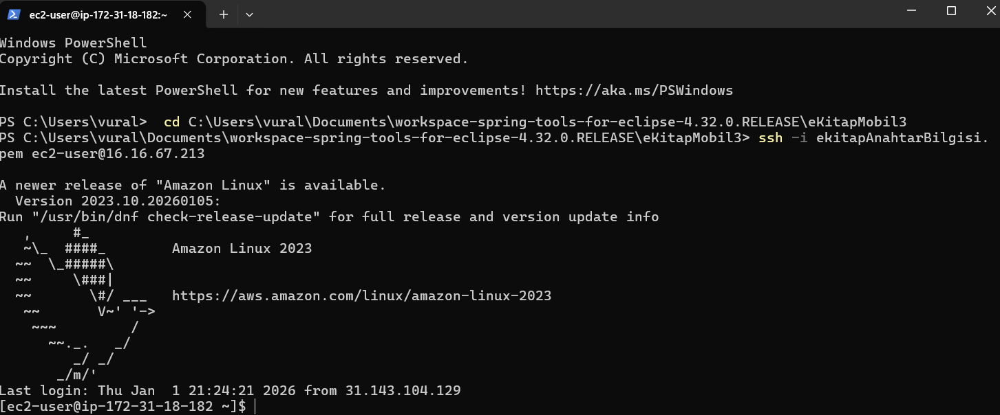 ec2-user@ip-172-31-18-182:~
Windows PowerShell
Copyright (C) Microsoft Corporation. All rights reserved.
Install the latest PowerShell for new features and improvements! https://aka.ms/PSWindows
PS C:\Users\vural>  cd C:\Users\vural\Documents\workspace-spring-tools-for-eclipse-4.32.0.RELEASE\eKitapMobil3
PS C:\Users\vural\Documents\workspace-spring-tools-for-eclipse-4.32.0.RELEASE\eKitapMobil3> ssh -i ekitapAnahtarBilgisi.
pem ec2-user@16.16.67.213
A newer release of "Amazon Linux" is available.
  Version 2023.10.20260105:
Run "/usr/bin/dnf check-release-update" for full release and version update info
   ,     #_
   ~\_  ####_        Amazon Linux 2023
  ~~  \_#####\
  ~~     \###|
  ~~       \#/ ___   https://aws.amazon.com/linux/amazon-linux-2023
   ~~       V~' '->
    ~~~         /
      ~~._.   _/
         _/ _/
       _/m/'
Last login: Thu Jan  1 21:24:21 2026 from 31.143.104.129
[ec2-user@ip-172-31-18-182 ~]$